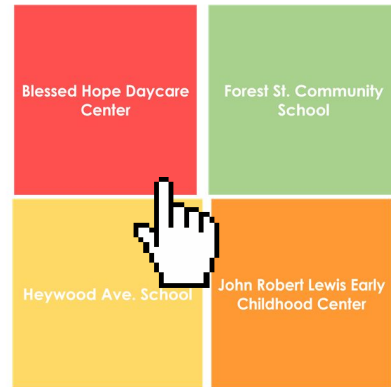 Blessed Hope Daycare
Center
Forest St. Community
School
Heywood Ave. School
John Robert Lewis Early
Childhood Center